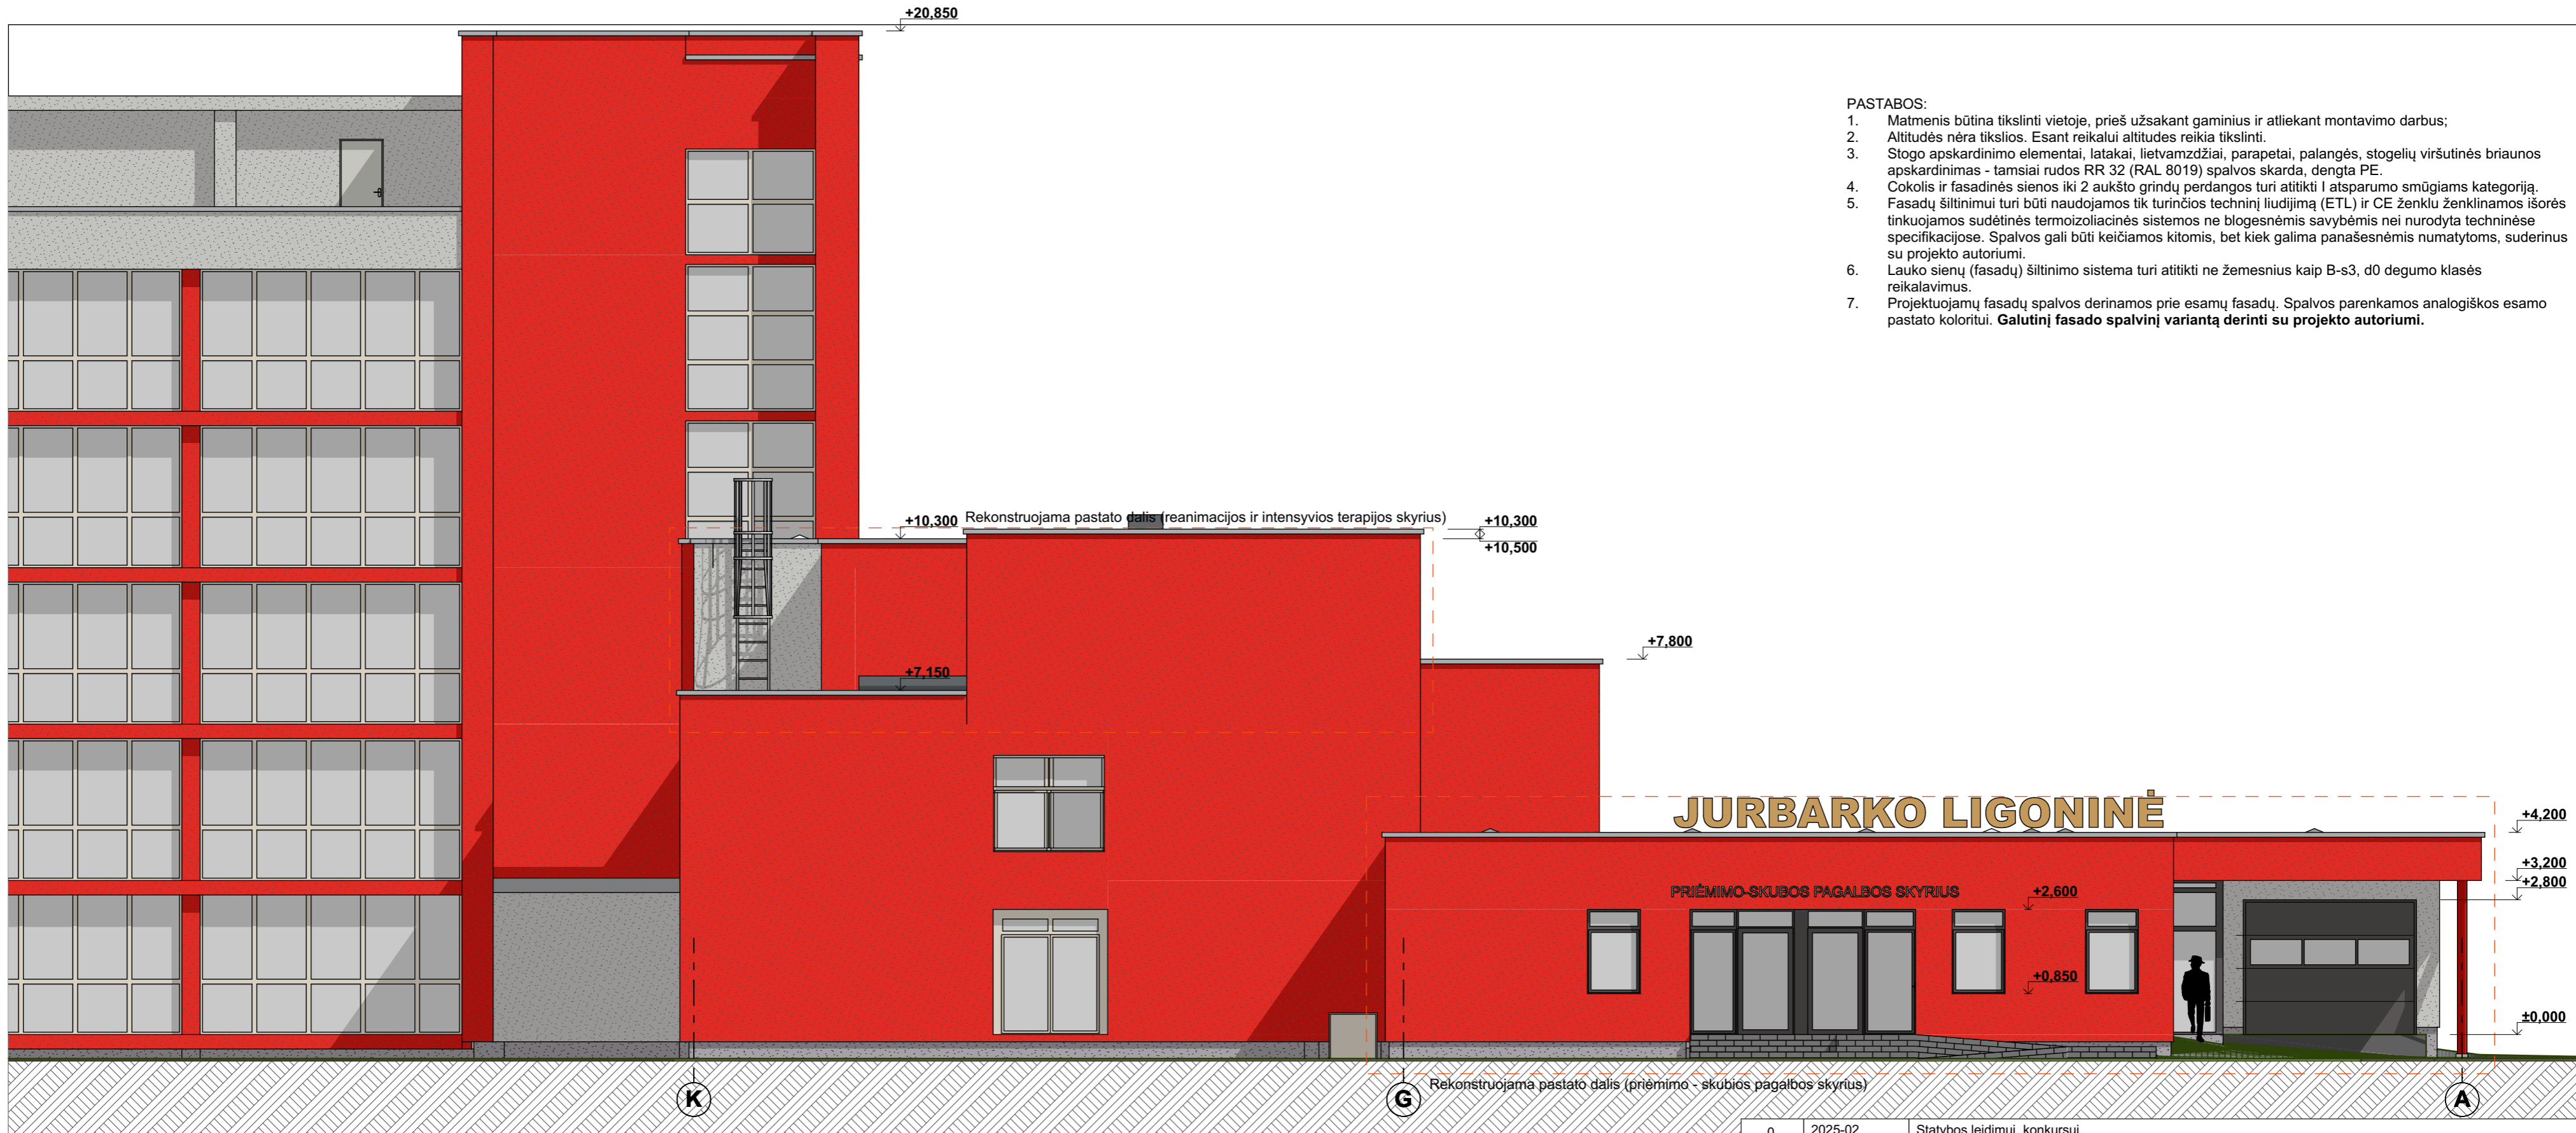 +20,850
PASTABOS:
1. Matmenis būtina tikslinti vietoje, prieš užsakant gaminius ir atliekant montavimo darbus;
2. Altitudės nėra tikslios. Esant reikalui altitudes reikia tikslinti.
3. Stogo apskardinimo elementai, latakai, lietvamzdžiai, parapetai, palangės, stogelių viršutinės briaunos
apskardinimas - tamsiai rudos RR 32 (RAL 8019) spalvos skarda, dengta PE.
4. Cokolis ir fasadinės sienos iki 2 aukšto grindų perdangos turi atitikti I atsparumo smūgiams kategoriją.
5. Fasadų šiltinimui turi būti naudojamos tik turinčios techninį liudijimą (ETL) ir CE ženklu ženklinamos išorės
tinkuojamos sudėtinės termoizoliacinės sistemos ne blogesnėmis savybėmis nei nurodyta techninėse
specifikacijose. Spalvos gali būti keičiamos kitomis, bet kiek galima panašesnėmis numatytoms, suderinus
su projekto autoriumi.
6. Lauko sienų (fasadų) šiltinimo sistema turi atitikti ne žemesnius kaip B-s3, d0 degumo klasės
reikalavimus.
7. Projektuojamų fasadų spalvos derinamos prie esamų fasadų. Spalvos parenkamos analogiškos esamo
pastato koloritui. Galutinį fasado spalvinį variantą derinti su projekto autoriumi.
+10,300 Rekonstruojama pastato dalis (reanimacijos ir intensyvios terapijos skyrius)
+10,300
+10,500
+7,800
+7,150
JURBARKO LIGONINĖ
+4,200
+3,200
+2,800
PRIĖMIMO-SKUBOS PAGALBOS SKYRIUS
+2,600
+0,850
±0,000
Rekonstruojama pastato dalis (priėmimo - skubios pagalbos skyrius)
K
G
A
0 2025-02 Statybos leidimui, konkursui